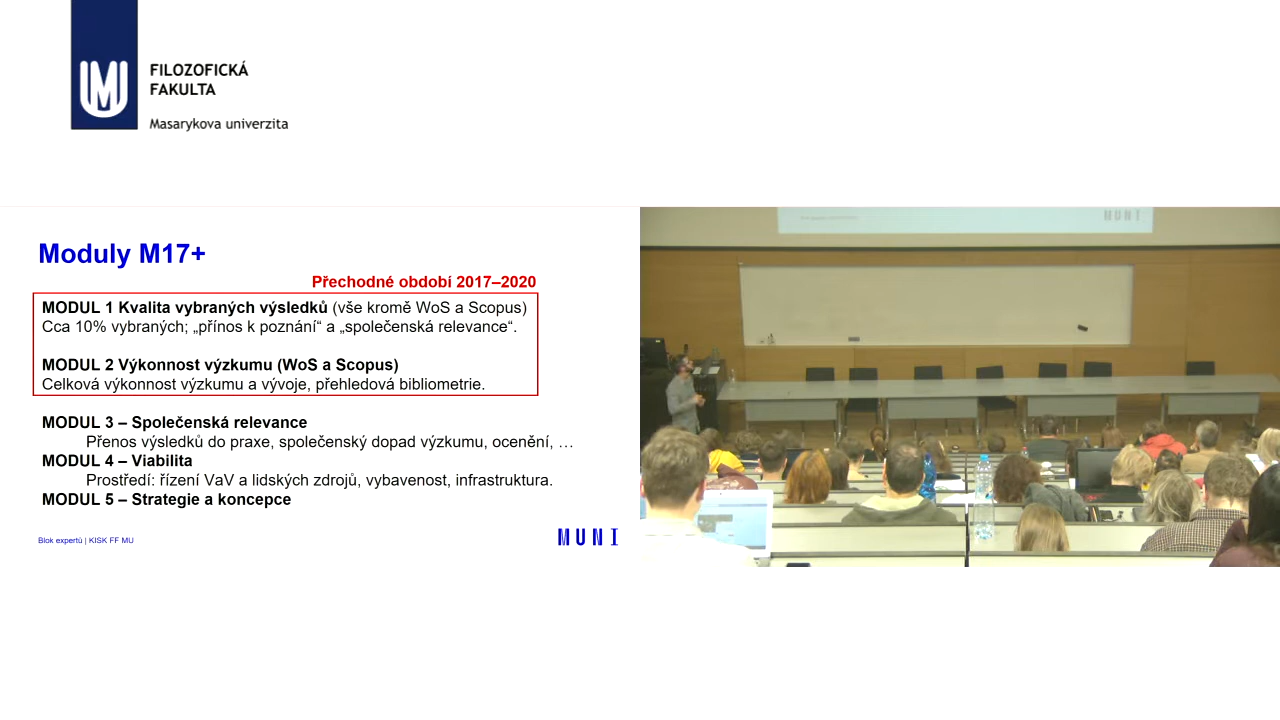 FILOZOFICKÁ
FAKULTA
Masarykova univerzita
Moduly M17+
Přechodné období 2017–2020
MODUL 1 Kvalita vybraných výsledků (vše kromě WoS a Scopus)
Cca 10% vybraných; „přínos k poznání“ a „společenská relevance“.
MODUL 2 Výkonnost výzkumu (WoS a Scopus)
Celková výkonnost výzkumu a vývoje, přehledová bibliometrie.
MODUL 3 – Společenská relevance
Přenos výsledků do praxe, společenský dopad výzkumu, ocenění, …
MODUL 4 – Viabilita
Prostředí: řízení VaV a lidských zdrojů, vybavenost, infrastruktura.
MODUL 5 – Strategie a koncepce
Blok expertů | KISK FF MU
MUNI
MUNI